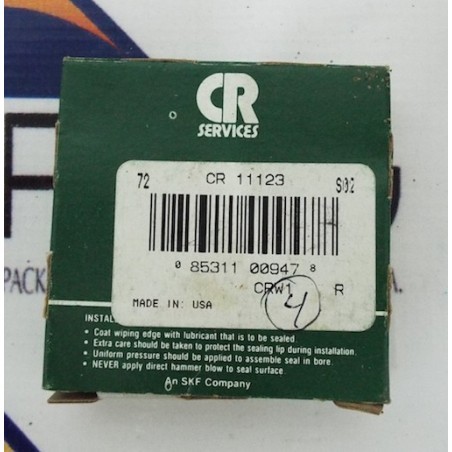 CR
SERVICES
72 CR 11123 S02
0 85311 00947 8
CRW1 R
4
MADE IN: USA
INSTAL
• Coat wiping edge with lubricant that is to be sealed.
• Extra care should be taken to protect the sealing lip during installation.
• Uniform pressure should be applied to assemble seal in bore.
• NEVER apply direct hammer blow to seal surface.
An SKF Company
PACK
A.